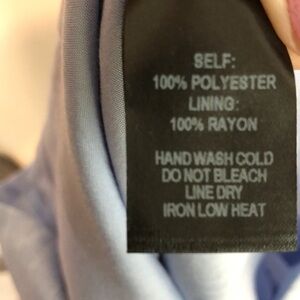 SELF:
100% POLYESTER
LINING:
100% RAYON
HAND WASH COLD
DO NOT BLEACH
LINE DRY
IRON LOW HEAT